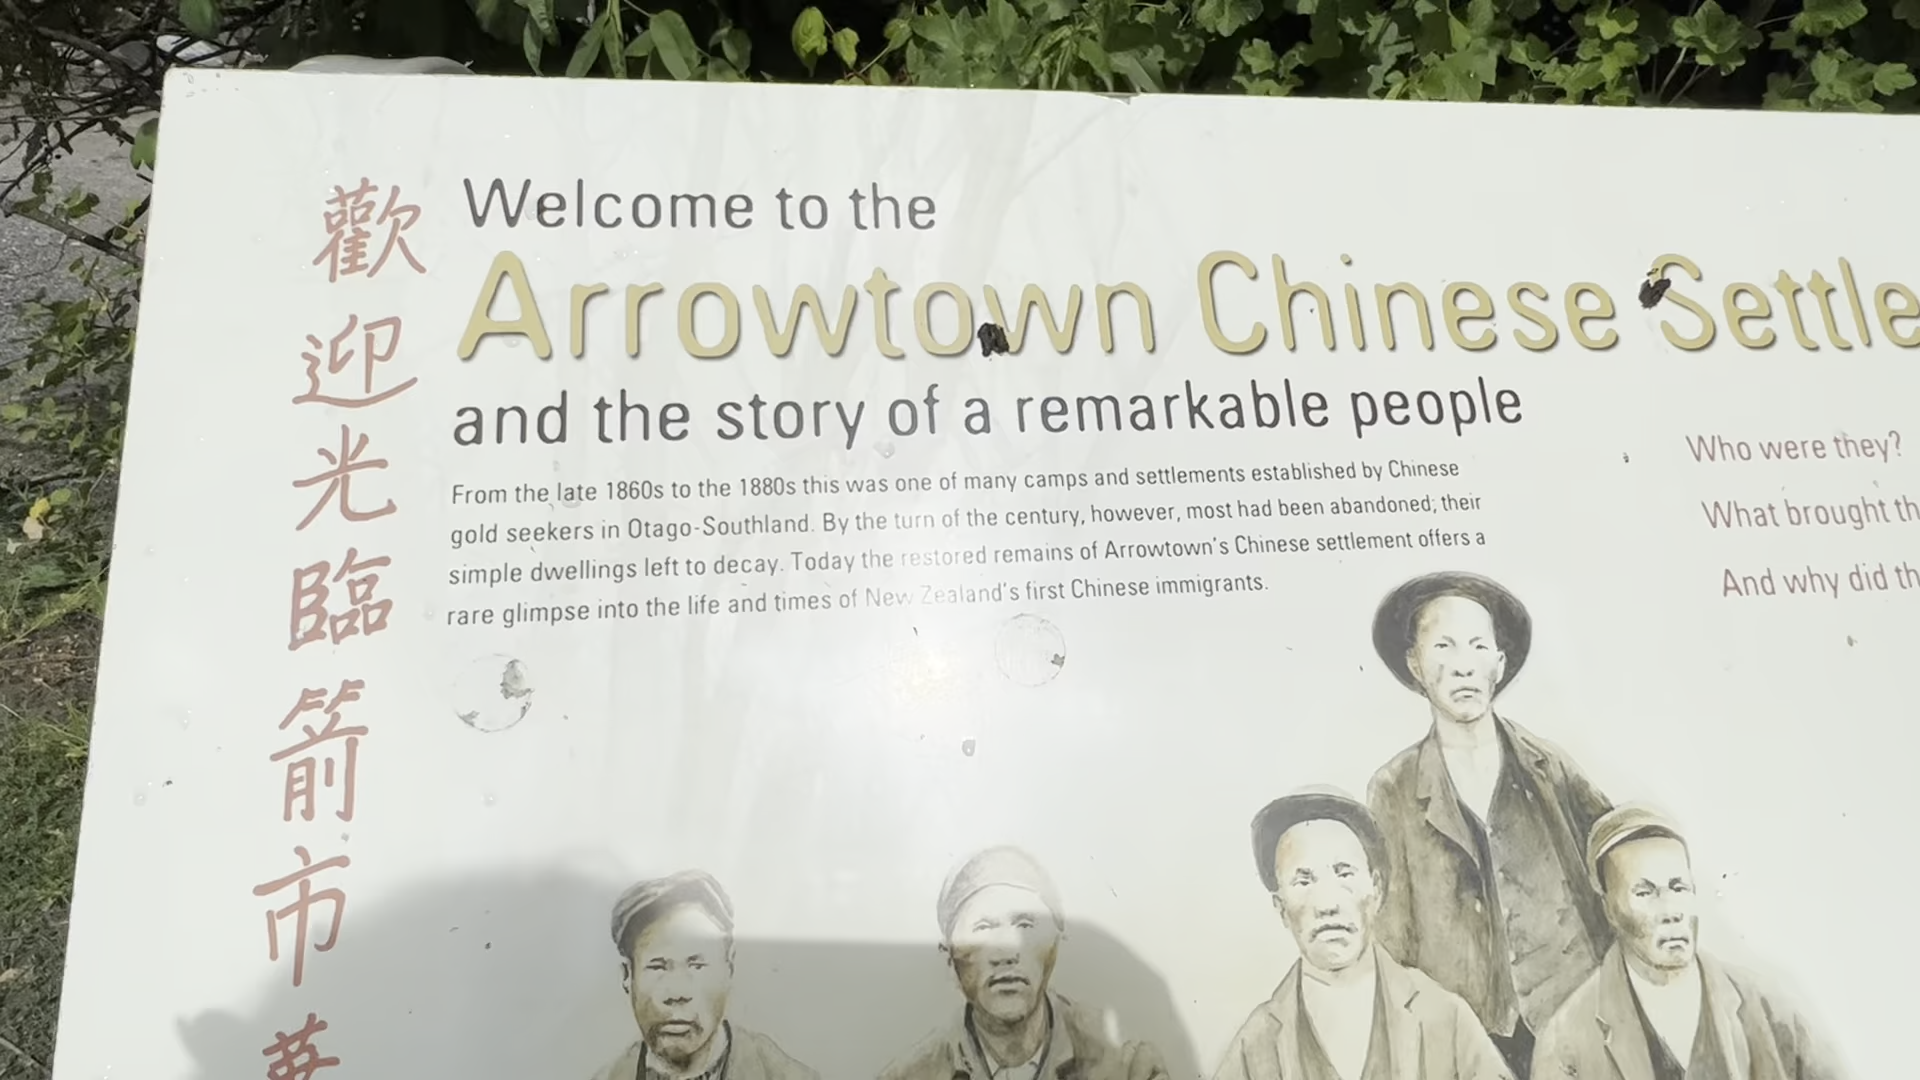 歡迎光臨箭市華
Welcome to the
Arrowtown Chinese Settle
and the story of a remarkable people
From the late 1860s to the 1880s this was one of many camps and settlements established by Chinese
gold seekers in Otago-Southland. By the turn of the century, however, most had been abandoned; their
simple dwellings left to decay. Today the restored remains of Arrowtown's Chinese settlement offers a
rare glimpse into the life and times of New Zealand's first Chinese immigrants.
Who were they?
What brought th
And why did th